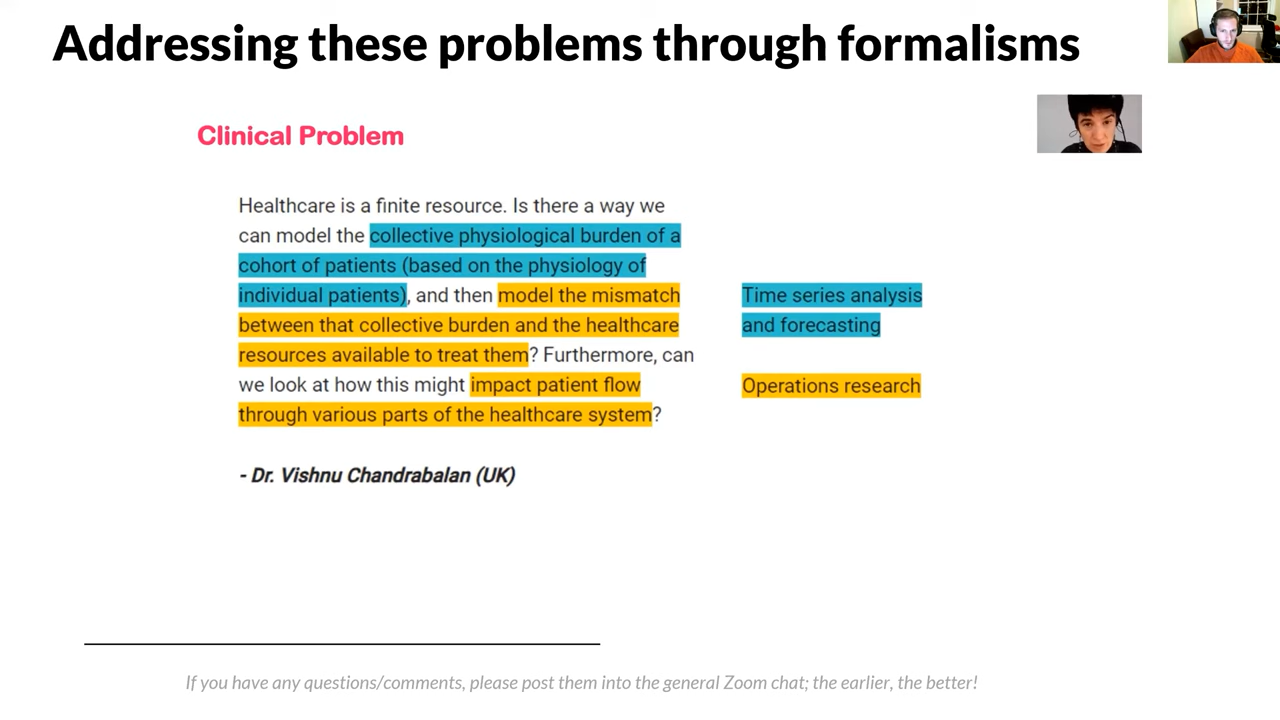 Addressing these problems through formalisms
Clinical Problem
Healthcare is a finite resource. Is there a way we
can model the collective physiological burden of a
cohort of patients (based on the physiology of
individual patients), and then model the mismatch
between that collective burden and the healthcare
resources available to treat them? Furthermore, can
we look at how this might impact patient flow
through various parts of the healthcare system?
- Dr. Vishnu Chandrabalan (UK)
Time series analysis
and forecasting
Operations research
If you have any questions/comments, please post them into the general Zoom chat; the earlier, the better!